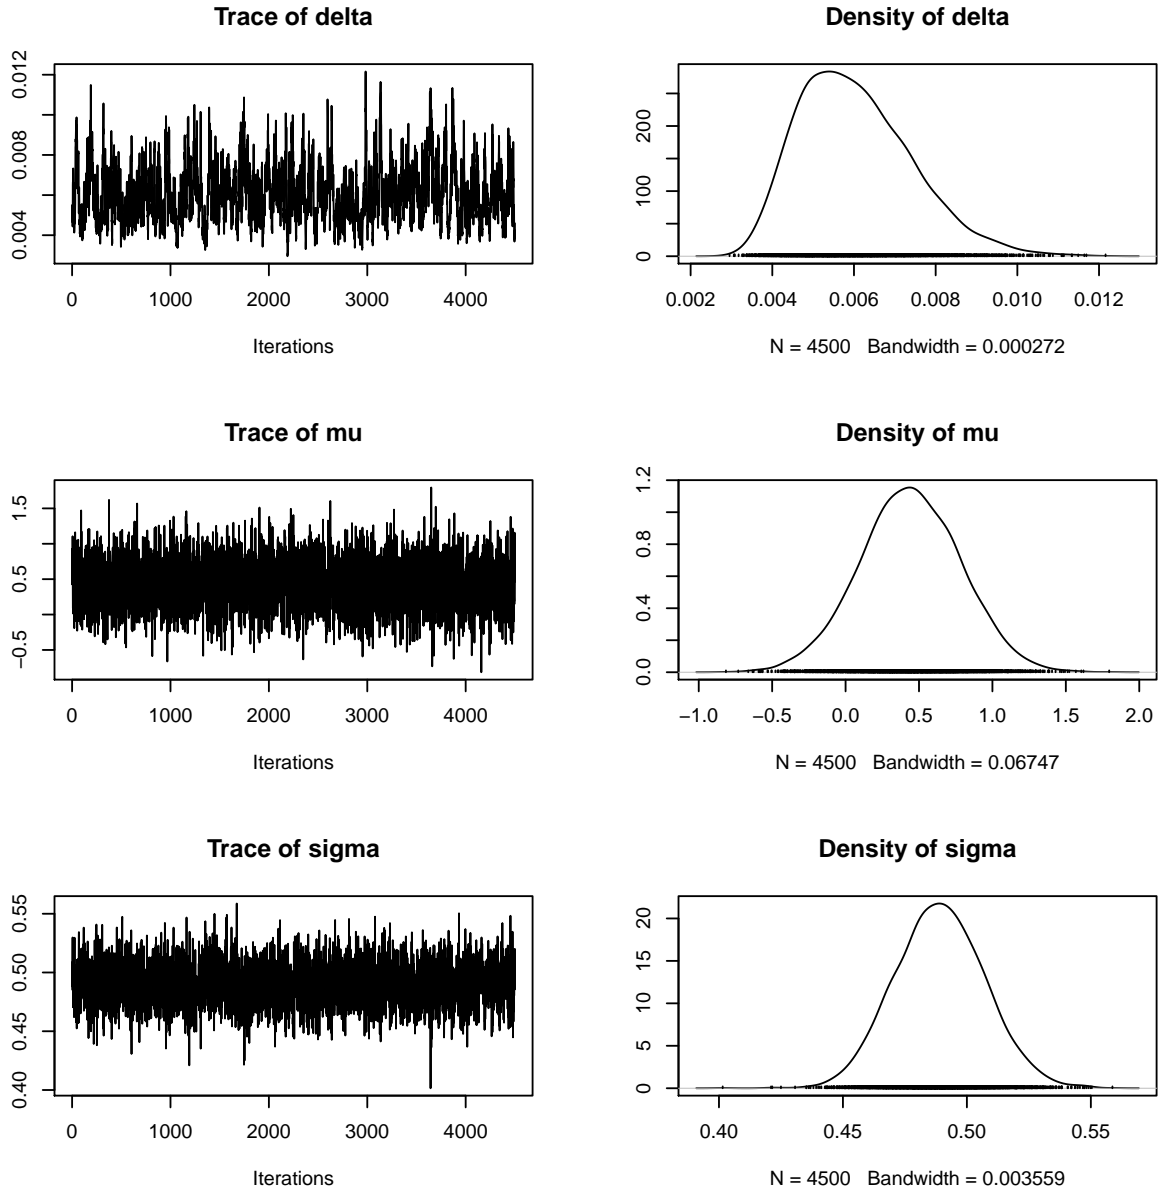 Trace of delta
0.012
0.008
0.004
0 1000 2000 3000 4000
Iterations
Density of delta
200
100
0
0.002 0.004 0.006 0.008 0.010 0.012
N = 4500 Bandwidth = 0.000272
Trace of mu
1.5
0.5
−0.5
0 1000 2000 3000 4000
Iterations
Density of mu
1.2
0.8
0.4
0.0
−1.0 −0.5 0.0 0.5 1.0 1.5 2.0
N = 4500 Bandwidth = 0.06747
Trace of sigma
0.55
0.50
0.45
0.40
0 1000 2000 3000 4000
Iterations
Density of sigma
20
15
10
5
0
0.40 0.45 0.50 0.55
N = 4500 Bandwidth = 0.003559